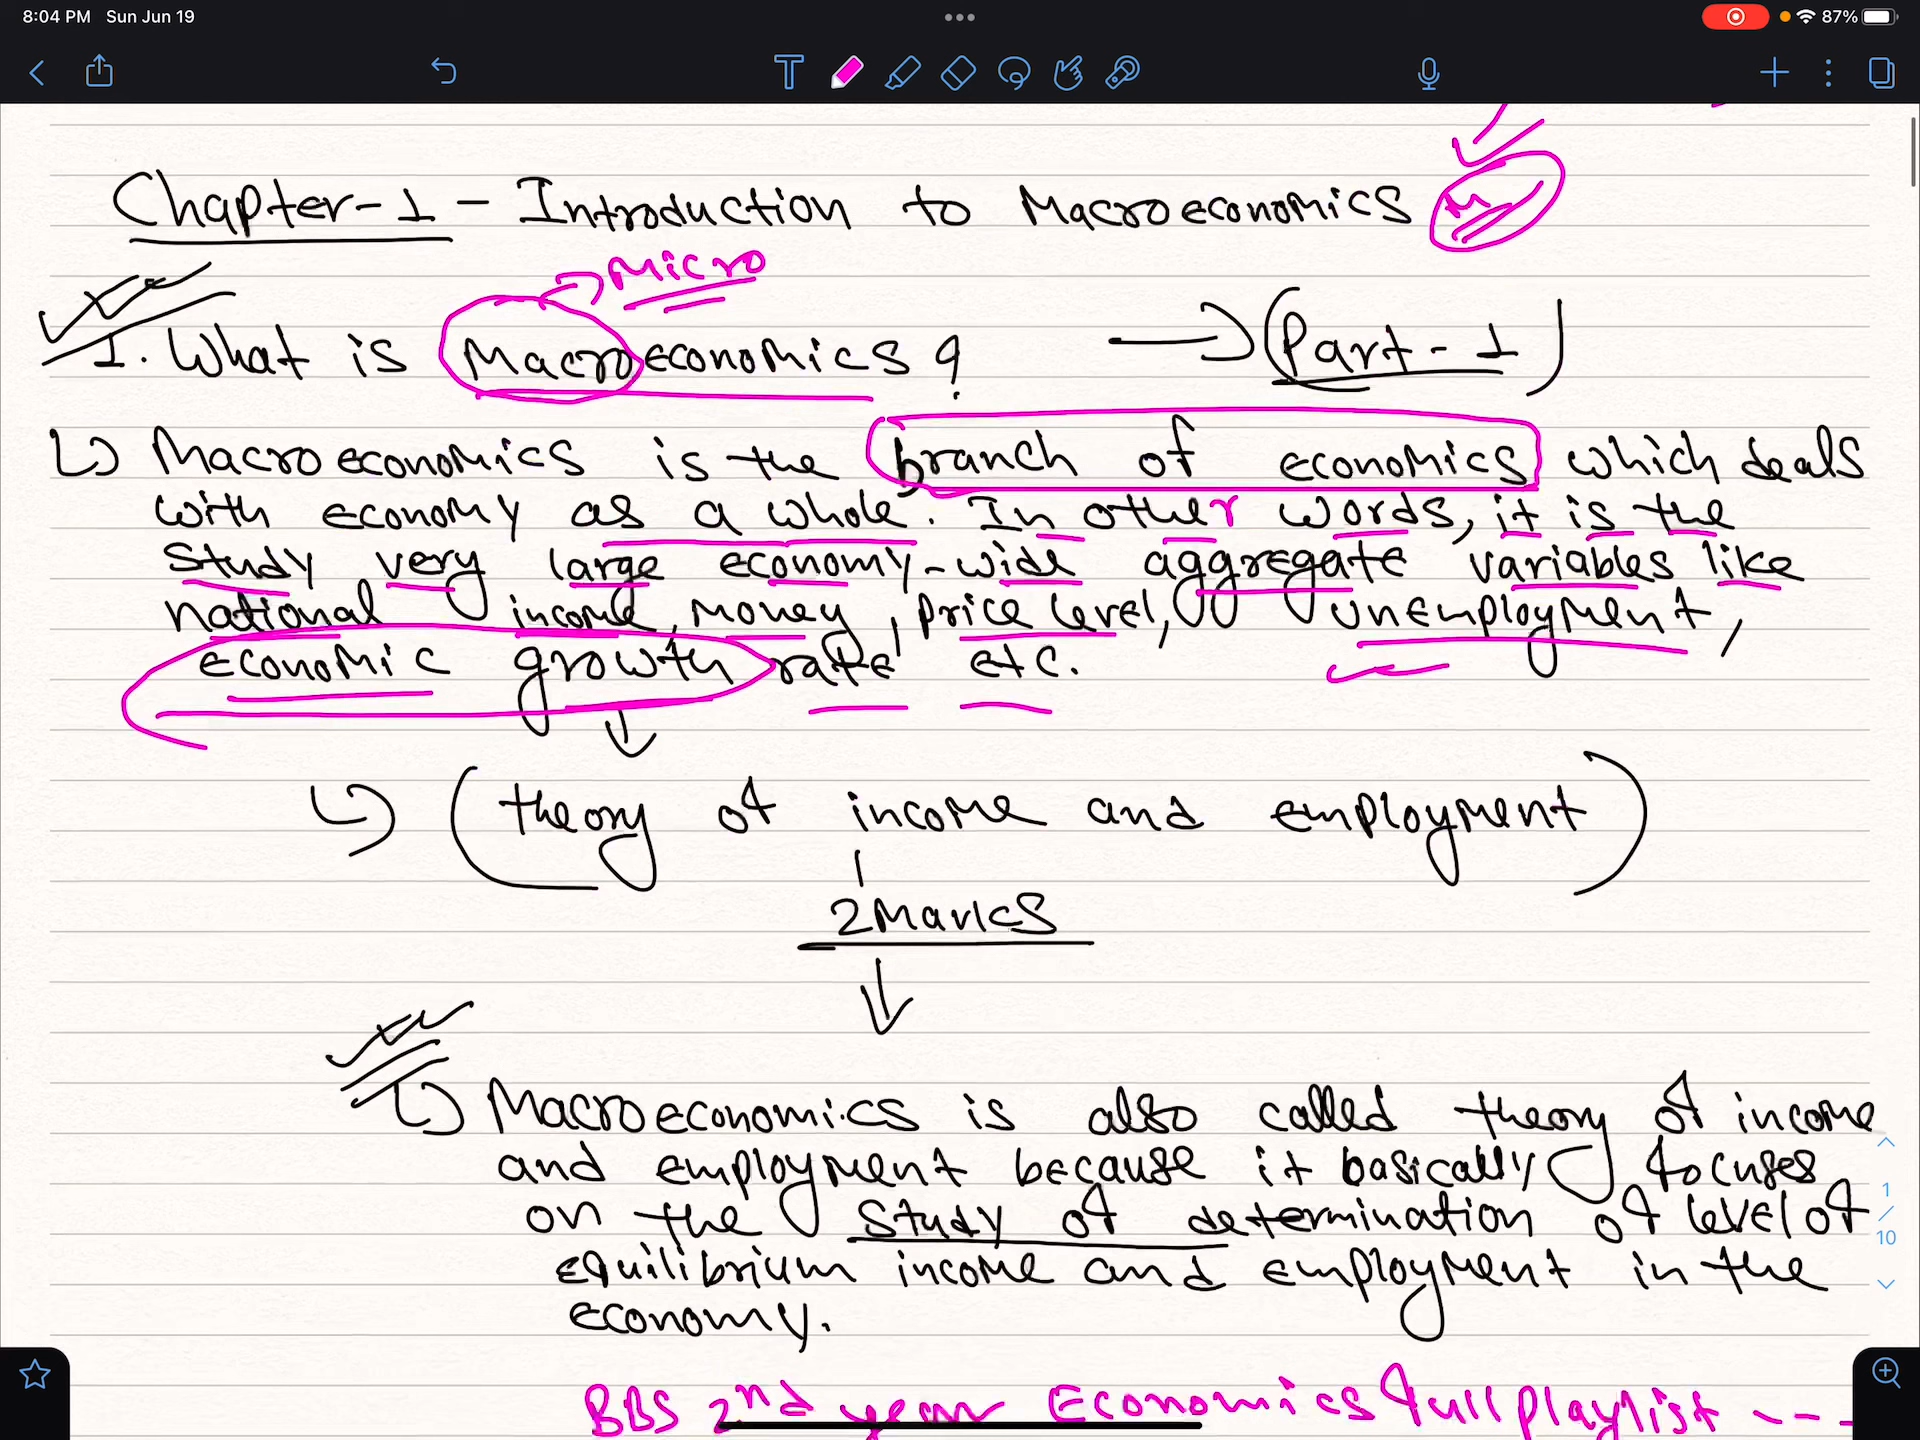 8:04 PM Sun Jun 19
87%
Chapter-1 - Introduction to Macroeconomics
Micro
1. What is Macroeconomics? → (Part-1)
Macroeconomics is the branch of economics which deals
with economy as a whole. In other words, it is the
study very large economy-wide aggregate variables like
national income, money, price level, unemployment,
economic growth rate etc.
(theory of income and employment)
2 Marks
Macroeconomics is also called theory of income
and employment because it basically focuses
on the study of determination of level of
equilibrium income and employment in the
economy.
1
/
10
BBS 2nd year Economics full playlist ----